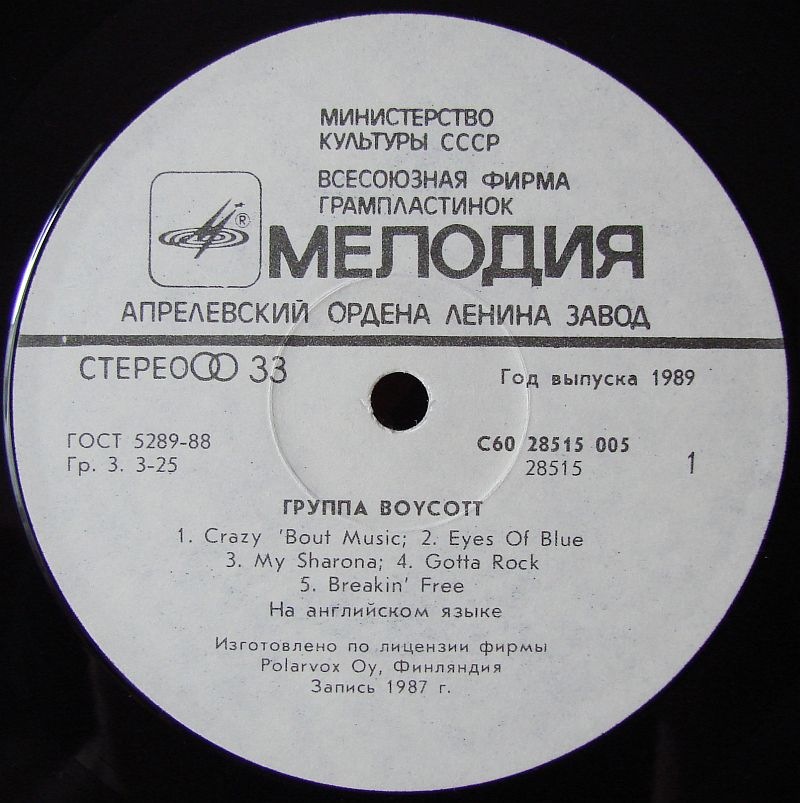 МИНИСТЕРСТВО
КУЛЬТУРЫ СССР
ВСЕСОЮЗНАЯ ФИРМА
ГРАМПЛАСТИНОК
®
МЕЛОДИЯ
АПРЕЛЕВСКИЙ ОРДЕНА ЛЕНИНА ЗАВОД
СТЕРЕО 33
Год выпуска 1989
ГОСТ 5289-88
Гр. 3. 3-25
С60 28515 005
28515
1
ГРУППА BOYCOTT
1. Crazy 'Bout Music; 2. Eyes Of Blue
3. My Sharona; 4. Gotta Rock
5. Breakin' Free
На английском языке
Изготовлено по лицензии фирмы
Polarvox Oy, Финляндия
Запись 1987 г.